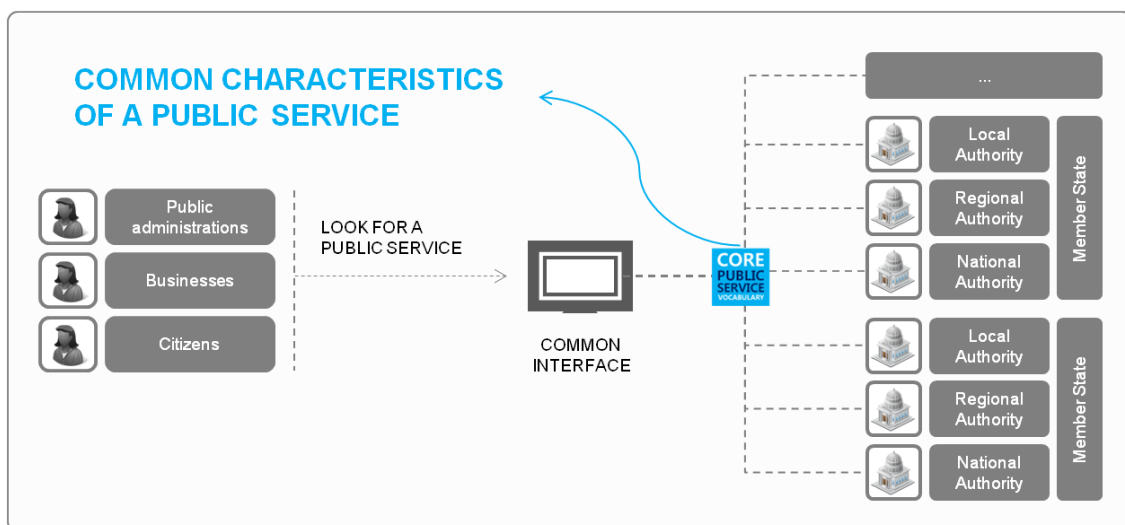 COMMON CHARACTERISTICS
OF A PUBLIC SERVICE
Public
administrations
Businesses
Citizens
LOOK FOR A
PUBLIC SERVICE
COMMON
INTERFACE
CORE
PUBLIC
SERVICE
VOCABULARY
...
Local
Authority
Regional
Authority
National
Authority
Member State
Local
Authority
Regional
Authority
National
Authority
Member State